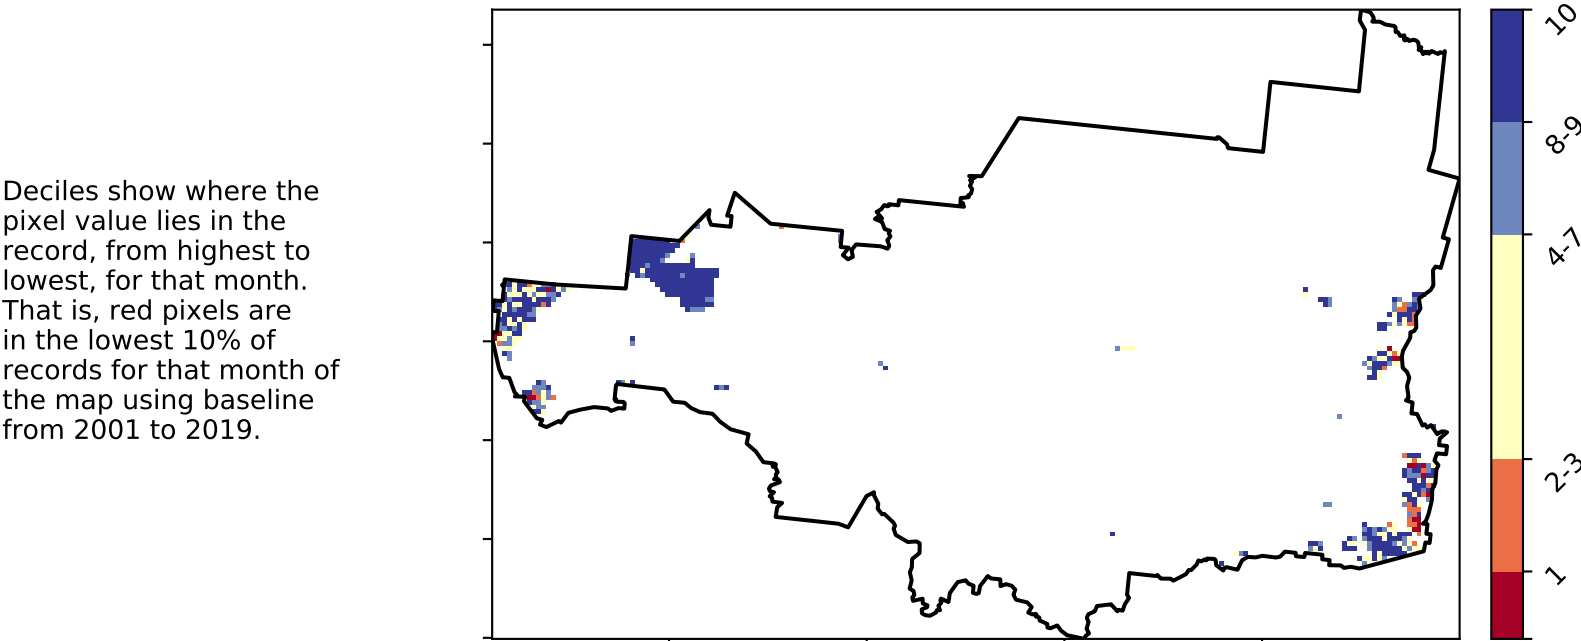 Deciles show where the
pixel value lies in the
record, from highest to
lowest, for that month.
That is, red pixels are
in the lowest 10% of
records for that month of
the map using baseline
from 2001 to 2019.
10
8-9
4-7
2-3
1